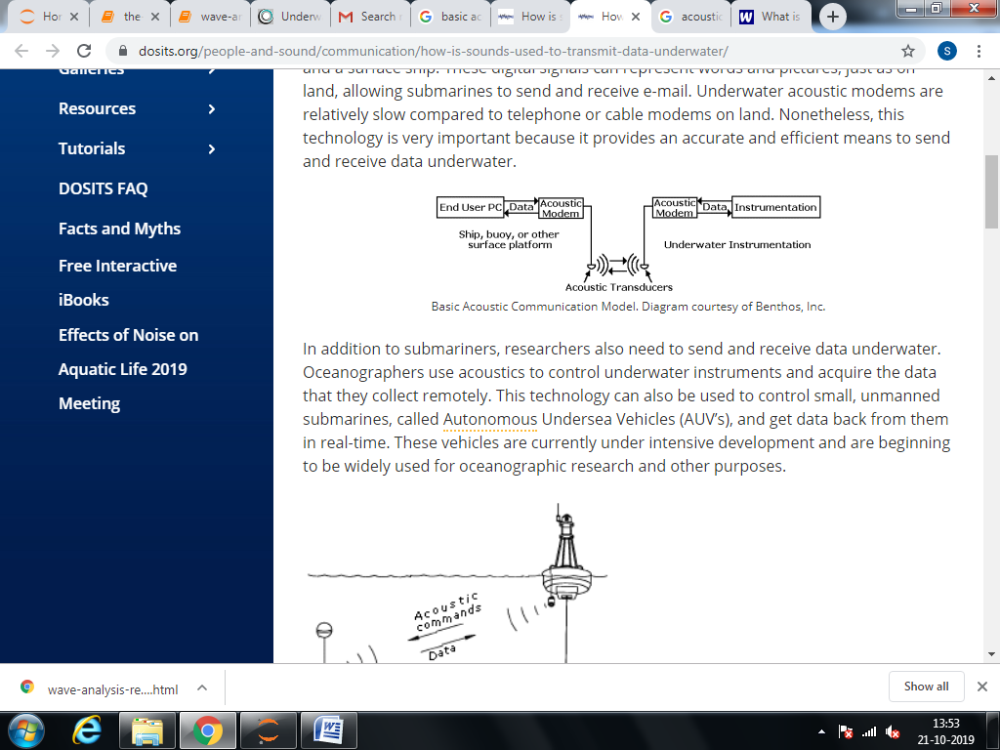 Hor
the
wave-ar
Underw
Search
basic ac
How is
How
acoustic
What is
dosits.org/people-and-sound/communication/how-is-sounds-used-to-transmit-data-underwater/
S
Galleries
Resources
Tutorials
DOSITS FAQ
Facts and Myths
Free Interactive
iBooks
Effects of Noise on
Aquatic Life 2019
Meeting
and a surface ship. These digital signals can represent words and pictures, just as on
land, allowing submarines to send and receive e-mail. Underwater acoustic modems are
relatively slow compared to telephone or cable modems on land. Nonetheless, this
technology is very important because it provides an accurate and efficient means to send
and receive data underwater.
End User PC Data Acoustic Modem
Acoustic Modem Data Instrumentation
Ship, buoy, or other
surface platform
Underwater Instrumentation
Acoustic Transducers
Basic Acoustic Communication Model. Diagram courtesy of Benthos, Inc.
In addition to submariners, researchers also need to send and receive data underwater.
Oceanographers use acoustics to control underwater instruments and acquire the data
that they collect remotely. This technology can also be used to control small, unmanned
submarines, called Autonomous Undersea Vehicles (AUV's), and get data back from them
in real-time. These vehicles are currently under intensive development and are beginning
to be widely used for oceanographic research and other purposes.
Acoustic
commands
Data
wave-analysis-re....html
Show all
13:53
21-10-2019